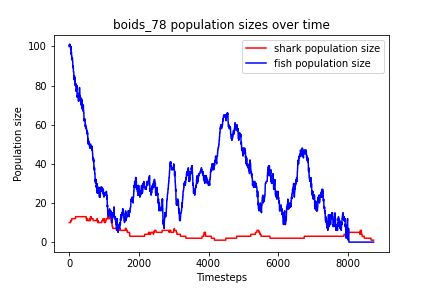 boids_78 population sizes over time
shark population size
fish population size
Population size
100
80
60
40
20
0
0 2000 4000 6000 8000
Timesteps